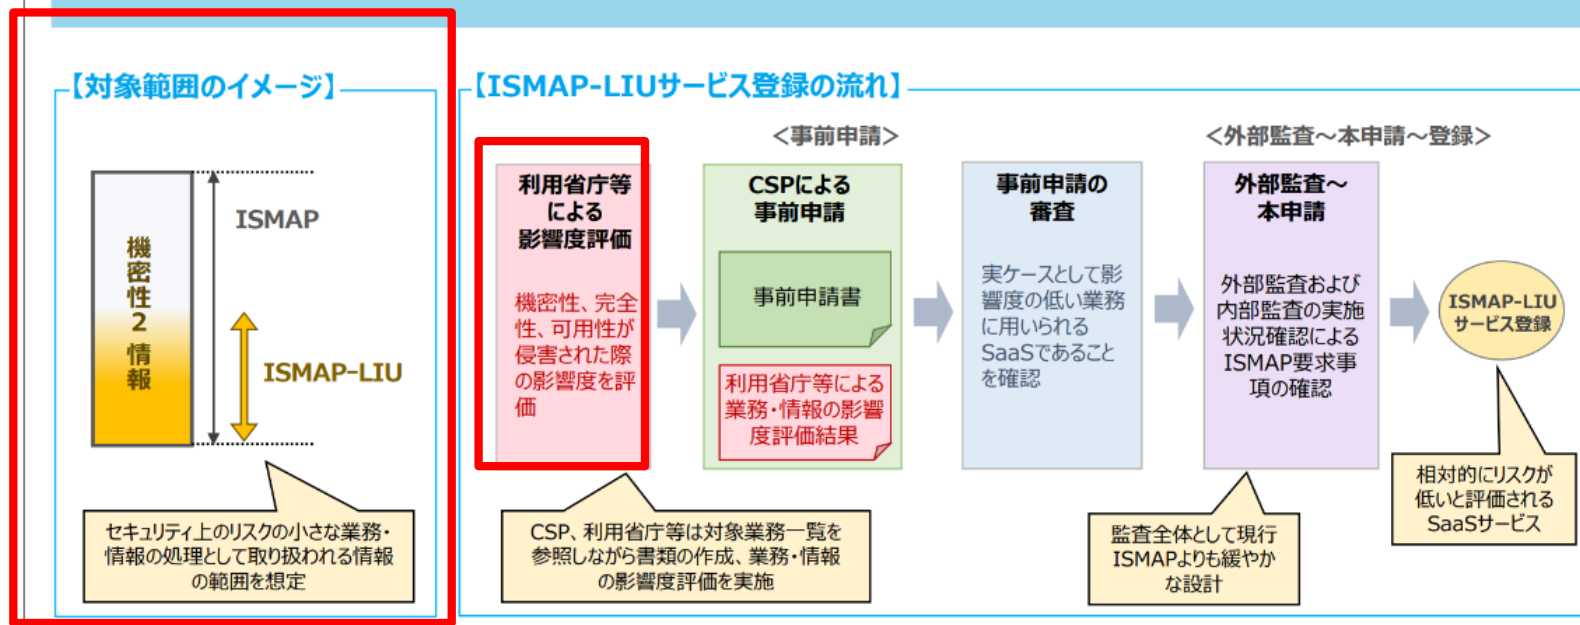 【対象範囲のイメージ】
ISMAP
機密性2情報
ISMAP-LIU
セキュリティ上のリスクの小さな業務・
情報の処理として取り扱われる情報
の範囲を想定
【ISMAP-LIUサービス登録の流れ】
＜事前申請＞
＜外部監査～本申請～登録＞
利用省庁等
による
影響度評価
機密性、完全
性、可用性が
侵害された際
の影響度を評
価
CSPによる
事前申請
事前申請書
利用省庁等による
業務・情報の影響
度評価結果
事前申請の
審査
実ケースとして影
響度の低い業務
に用いられる
SaaSであること
を確認
外部監査～
本申請
外部監査および
内部監査の実施
状況確認による
ISMAP要求事
項の確認
ISMAP-LIU
サービス登録
CSP、利用省庁等は対象業務一覧を
参照しながら書類の作成、業務・情報
の影響度評価を実施
監査全体として現行
ISMAPよりも緩やか
な設計
相対的にリスクが
低いと評価される
SaaSサービス